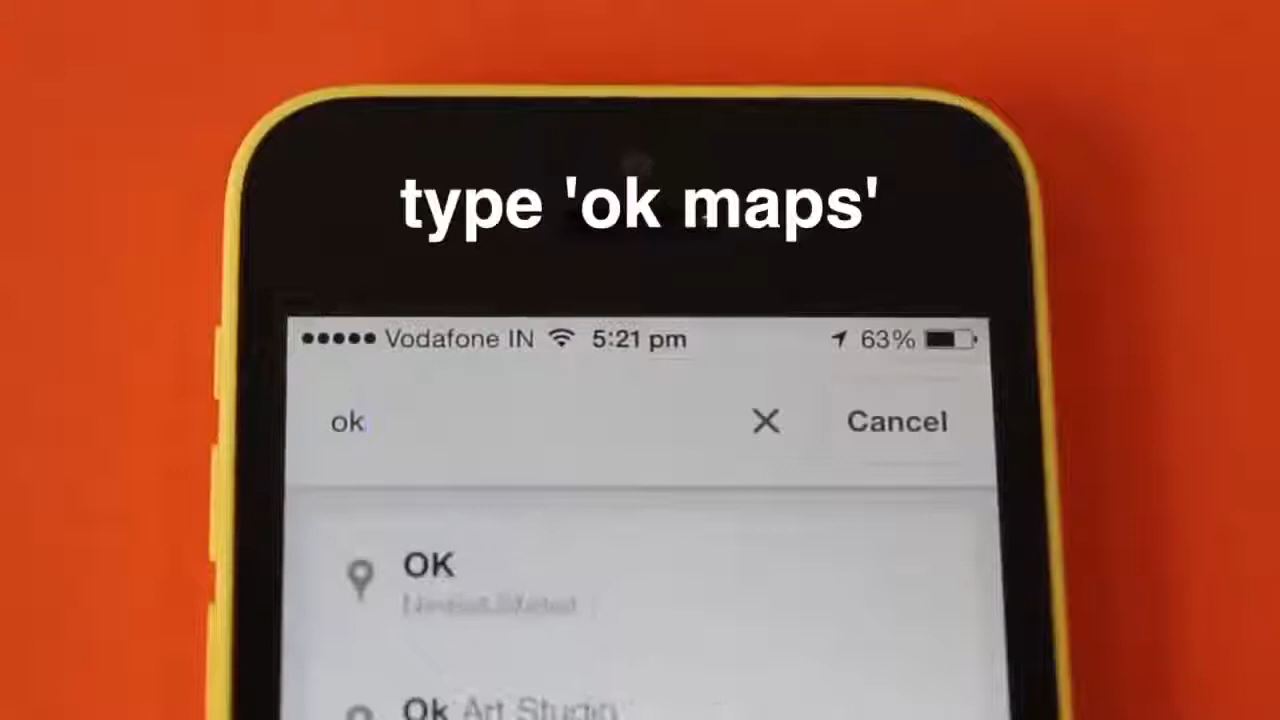 type 'ok maps'
Vodafone IN 5:21 pm 63%
ok Cancel
OK
Ok Art Studio